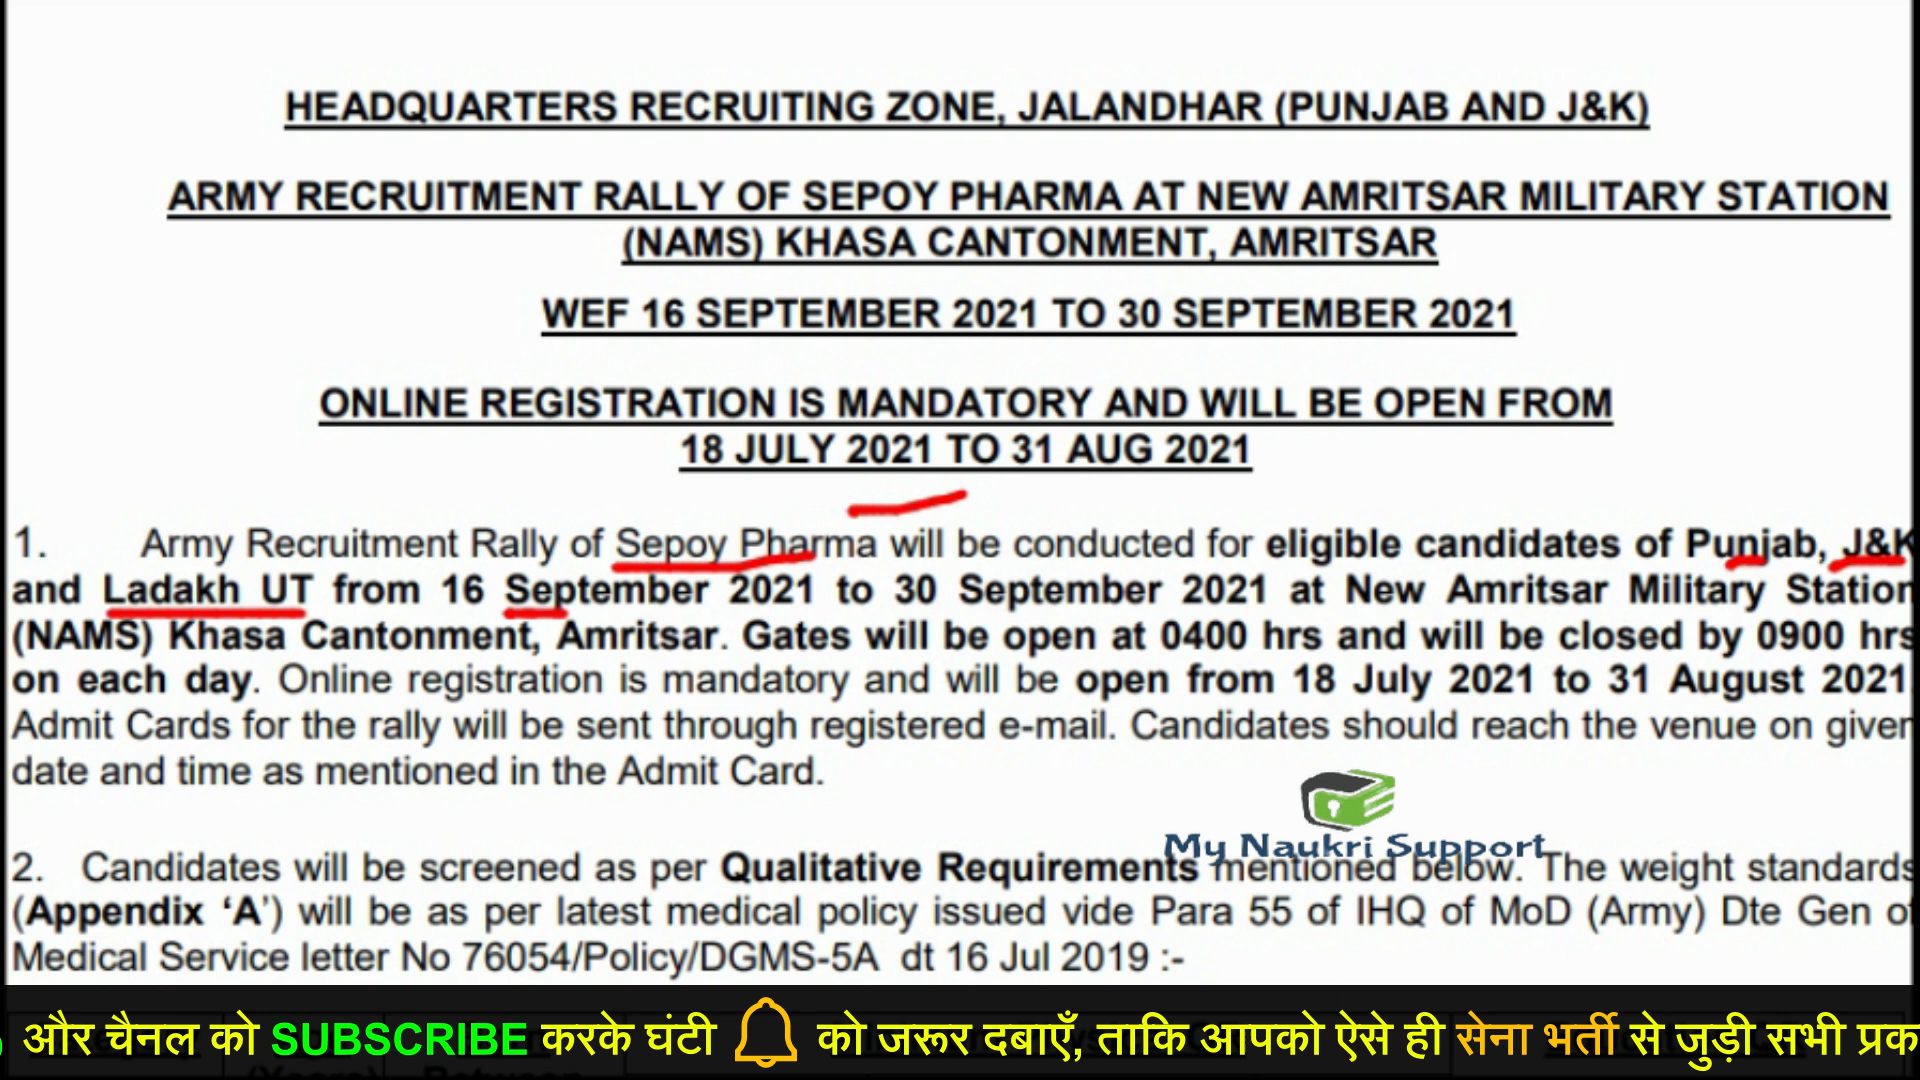 HEADQUARTERS RECRUITING ZONE, JALANDHAR (PUNJAB AND J&K)
ARMY RECRUITMENT RALLY OF SEPOY PHARMA AT NEW AMRITSAR MILITARY STATION
(NAMS) KHASA CANTONMENT, AMRITSAR
WEF 16 SEPTEMBER 2021 TO 30 SEPTEMBER 2021
ONLINE REGISTRATION IS MANDATORY AND WILL BE OPEN FROM
18 JULY 2021 TO 31 AUG 2021
1. Army Recruitment Rally of Sepoy Pharma will be conducted for eligible candidates of Punjab, J&K
and Ladakh UT from 16 September 2021 to 30 September 2021 at New Amritsar Military Station
(NAMS) Khasa Cantonment, Amritsar. Gates will be open at 0400 hrs and will be closed by 0900 hrs
on each day. Online registration is mandatory and will be open from 18 July 2021 to 31 August 2021
Admit Cards for the rally will be sent through registered e-mail. Candidates should reach the venue on given
date and time as mentioned in the Admit Card.
My Naukri Support
2. Candidates will be screened as per Qualitative Requirements mentioned below. The weight standards
(Appendix ‘A’) will be as per latest medical policy issued vide Para 55 of IHQ of MoD (Army) Dte Gen of
Medical Service letter No 76054/Policy/DGMS-5A dt 16 Jul 2019 :-
और चैनल को SUBSCRIBE करके घंटी को जरूर दबाएँ, ताकि आपको ऐसे ही सेना भर्ती से जुड़ी सभी प्रक